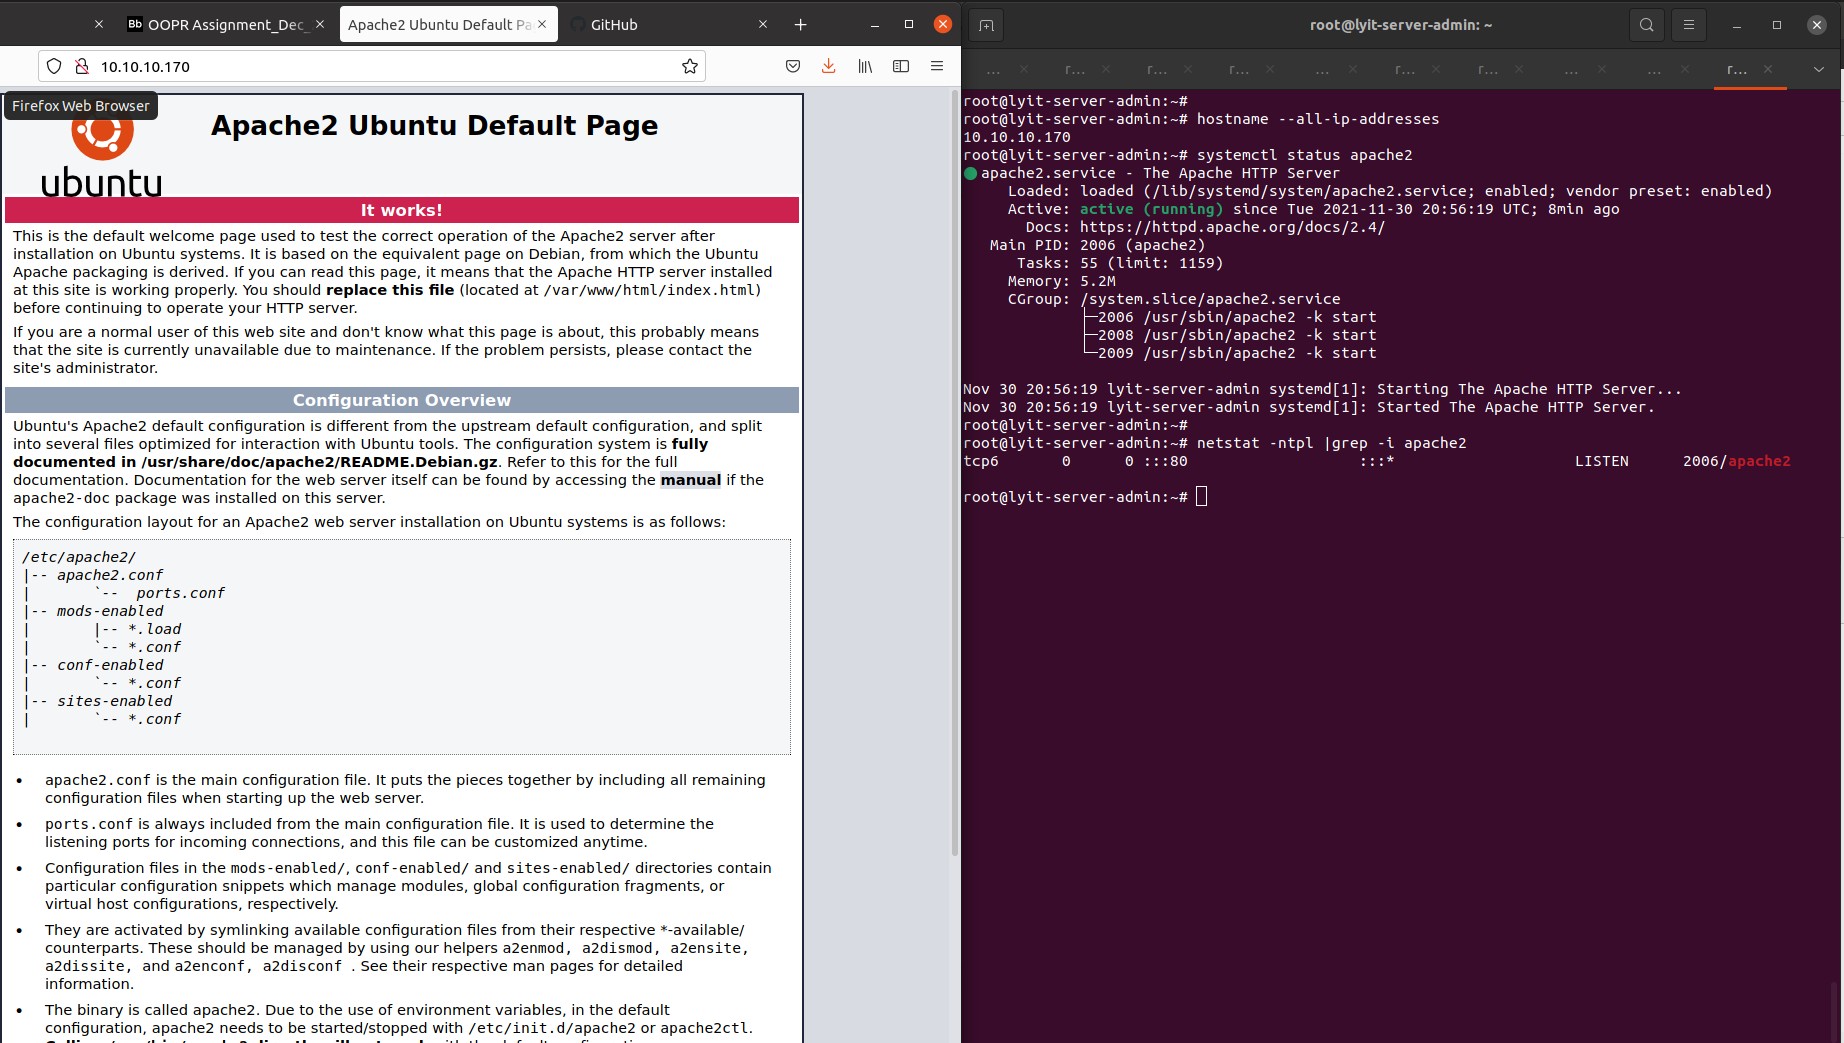 Bb OOPR Assignment_Dec_
Apache2 Ubuntu Default Pa
GitHub
10.10.10.170
Firefox Web Browser
ubuntu
Apache2 Ubuntu Default Page
It works!
This is the default welcome page used to test the correct operation of the Apache2 server after
installation on Ubuntu systems. It is based on the equivalent page on Debian, from which the Ubuntu
Apache packaging is derived. If you can read this page, it means that the Apache HTTP server installed
at this site is working properly. You should replace this file (located at /var/www/html/index.html)
before continuing to operate your HTTP server.
If you are a normal user of this web site and don't know what this page is about, this probably means
that the site is currently unavailable due to maintenance. If the problem persists, please contact the
site's administrator.
Configuration Overview
Ubuntu's Apache2 default configuration is different from the upstream default configuration, and split
into several files optimized for interaction with Ubuntu tools. The configuration system is fully
documented in /usr/share/doc/apache2/README.Debian.gz. Refer to this for the full
documentation. Documentation for the web server itself can be found by accessing the manual if the
apache2-doc package was installed on this server.
The configuration layout for an Apache2 web server installation on Ubuntu systems is as follows:
/etc/apache2/
|-- apache2.conf
|       `--  ports.conf
|-- mods-enabled
|       |-- *.load
|       `-- *.conf
|-- conf-enabled
|       `-- *.conf
|-- sites-enabled
|       `-- *.conf
• apache2.conf is the main configuration file. It puts the pieces together by including all remaining
configuration files when starting up the web server.
• ports.conf is always included from the main configuration file. It is used to determine the
listening ports for incoming connections, and this file can be customized anytime.
• Configuration files in the mods-enabled/, conf-enabled/ and sites-enabled/ directories contain
particular configuration snippets which manage modules, global configuration fragments, or
virtual host configurations, respectively.
• They are activated by symlinking available configuration files from their respective *-available/
counterparts. These should be managed by using our helpers a2enmod, a2dismod, a2ensite,
a2dissite, and a2enconf, a2disconf . See their respective man pages for detailed
information.
• The binary is called apache2. Due to the use of environment variables, in the default
configuration, apache2 needs to be started/stopped with /etc/init.d/apache2 or apache2ctl.
root@lyit-server-admin: ~
... r... r... r... ... r... r... ... ... r...
root@lyit-server-admin:~#
root@lyit-server-admin:~# hostname --all-ip-addresses
10.10.10.170
root@lyit-server-admin:~# systemctl status apache2
● apache2.service - The Apache HTTP Server
     Loaded: loaded (/lib/systemd/system/apache2.service; enabled; vendor preset: enabled)
     Active: active (running) since Tue 2021-11-30 20:56:19 UTC; 8min ago
       Docs: https://httpd.apache.org/docs/2.4/
   Main PID: 2006 (apache2)
      Tasks: 55 (limit: 1159)
     Memory: 5.2M
     CGroup: /system.slice/apache2.service
             ├─2006 /usr/sbin/apache2 -k start
             ├─2008 /usr/sbin/apache2 -k start
             └─2009 /usr/sbin/apache2 -k start
Nov 30 20:56:19 lyit-server-admin systemd[1]: Starting The Apache HTTP Server...
Nov 30 20:56:19 lyit-server-admin systemd[1]: Started The Apache HTTP Server.
root@lyit-server-admin:~#
root@lyit-server-admin:~# netstat -ntpl |grep -i apache2
tcp6       0      0 :::80                   :::*                    LISTEN      2006/apache2
root@lyit-server-admin:~#